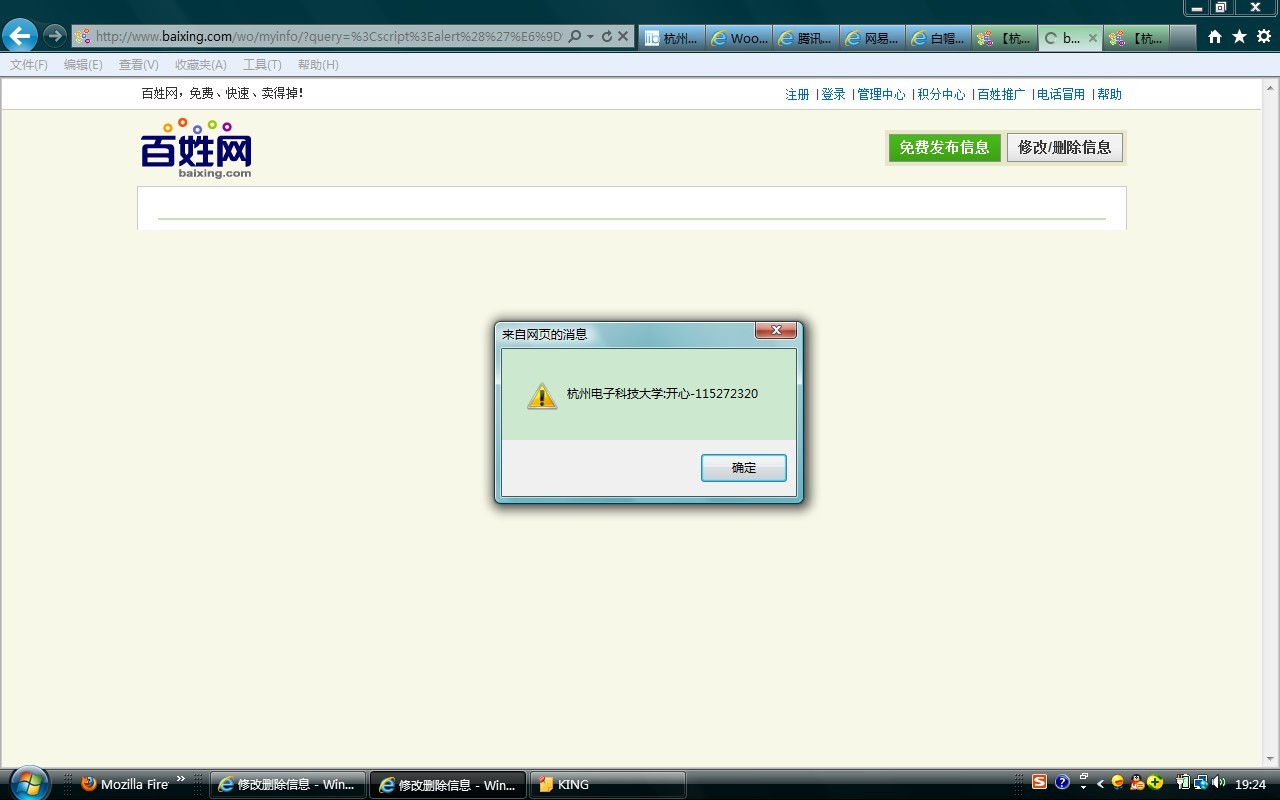 http://www.baixing.com/wo/myinfo/?query=%3Cscript%3Ealert%28%27%E6%9D
杭州...
Woo...
腾讯...
网易...
白帽...
【杭...
b...
【杭...
文件(F) 编辑(E) 查看(V) 收藏夹(A) 工具(T) 帮助(H)
百姓网，免费、快速、卖得掉！
注册 | 登录 | 管理中心 | 积分中心 | 百姓推广 | 电话冒用 | 帮助
百姓网
baixing.com
免费发布信息
修改/删除信息
来自网页的消息
杭州电子科技大学:开心-115272320
确定
Mozilla Fire
修改删除信息 - Win...
修改删除信息 - Win...
KING
19:24